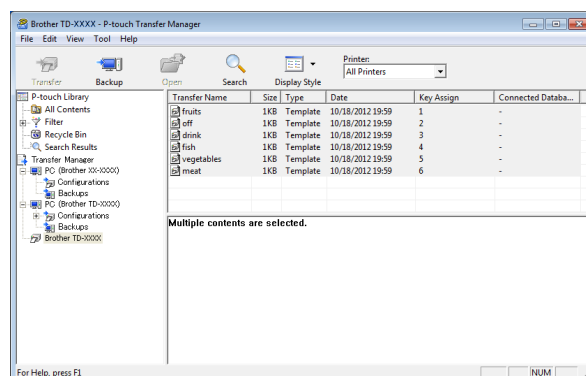 Brother TD-XXXX - P-touch Transfer Manager
File Edit View Tool Help
Transfer Backup Open Search Display Style
Printer:
All Printers
P-touch Library
All Contents
Filter
Recycle Bin
Search Results
Transfer Manager
PC (Brother XX-XXXX)
Configurations
Backups
PC (Brother TD-XXXX)
Configurations
Backups
Brother TD-XXXX
Transfer Name Size Type Date Key Assign Connected Databa...
fruits 1KB Template 10/18/2012 19:59 1 -
off 1KB Template 10/18/2012 19:59 2 -
drink 1KB Template 10/18/2012 19:59 3 -
fish 1KB Template 10/18/2012 19:59 4 -
vegetables 1KB Template 10/18/2012 19:59 5 -
meat 1KB Template 10/18/2012 19:59 6 -
Multiple contents are selected.
For Help, press F1
NUM